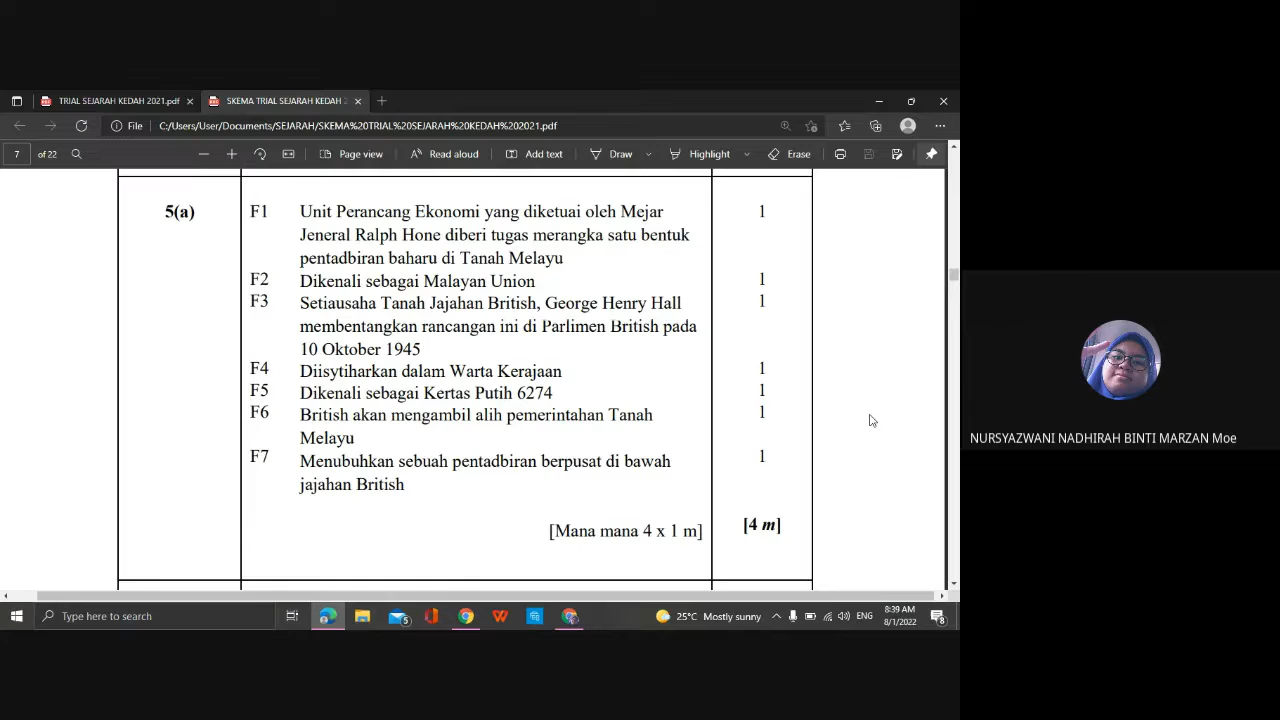 TRIAL SEJARAH KEDAH 2021.pdf
SKEMA TRIAL SEJARAH KEDAH 2
File C:/Users/User/Documents/SEJARAH/SKEMA%20TRIAL%20SEJARAH%20KEDAH%202021.pdf
7 of 22 Page view Read aloud Add text Draw Highlight Erase
5(a) F1 Unit Perancang Ekonomi yang diketuai oleh Mejar 1
Jeneral Ralph Hone diberi tugas merangka satu bentuk
pentadbiran baharu di Tanah Melayu
F2 Dikenali sebagai Malayan Union 1
F3 Setiausaha Tanah Jajahan British, George Henry Hall 1
membentangkan rancangan ini di Parlimen British pada
10 Oktober 1945
F4 Diisytiharkan dalam Warta Kerajaan 1
F5 Dikenali sebagai Kertas Putih 6274 1
F6 British akan mengambil alih pemerintahan Tanah 1
Melayu
F7 Menubuhkan sebuah pentadbiran berpusat di bawah 1
jajahan British
[Mana mana 4 x 1 m] [4 m]
NURSYAZWANI NADHIRAH BINTI MARZAN Moe
Type here to search
5
25°C Mostly sunny
ENG
8:39 AM
8/1/2022
8